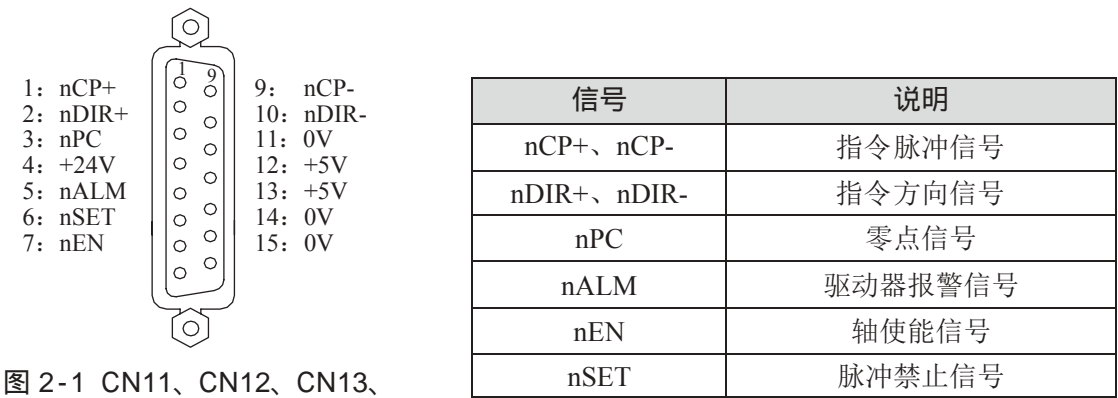 1
9
1：nCP+
2：nDIR+
3：nPC
4：+24V
5：nALM
6：nSET
7：nEN
9： nCP-
10：nDIR-
11：0V
12：+5V
13：+5V
14：0V
15：0V
图 2-1 CN11、CN12、CN13、
信号 说明
nCP+、nCP- 指令脉冲信号
nDIR+、nDIR- 指令方向信号
nPC 零点信号
nALM 驱动器报警信号
nEN 轴使能信号
nSET 脉冲禁止信号